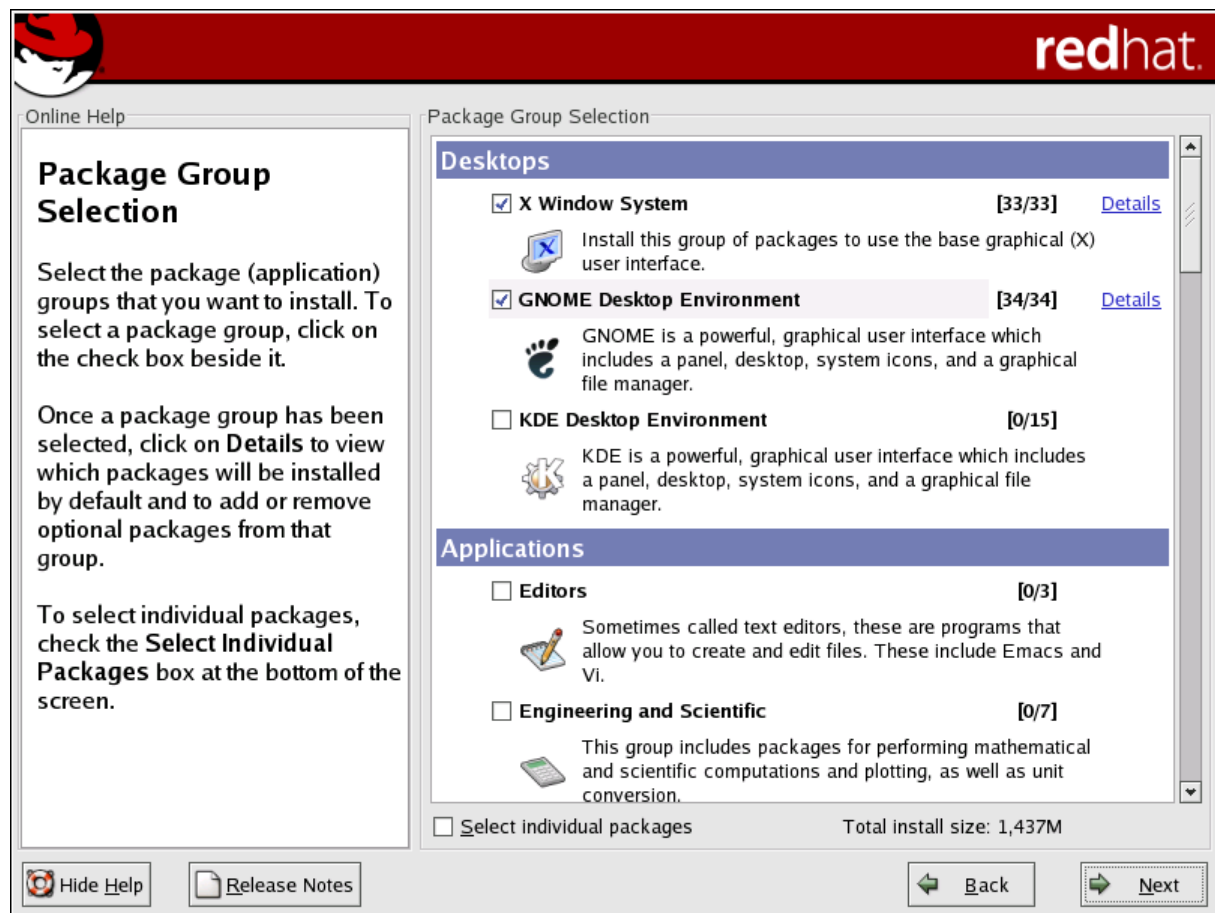 redhat.
Online Help
Package Group
Selection
Select the package (application)
groups that you want to install. To
select a package group, click on
the check box beside it.
Once a package group has been
selected, click on Details to view
which packages will be installed
by default and to add or remove
optional packages from that
group.
To select individual packages,
check the Select Individual
Packages box at the bottom of the
screen.
Package Group Selection
Desktops
X Window System [33/33] Details
Install this group of packages to use the base graphical (X)
user interface.
GNOME Desktop Environment [34/34] Details
GNOME is a powerful, graphical user interface which
includes a panel, desktop, system icons, and a graphical
file manager.
KDE Desktop Environment [0/15]
KDE is a powerful, graphical user interface which includes
a panel, desktop, system icons, and a graphical file
manager.
Applications
Editors [0/3]
Sometimes called text editors, these are programs that
allow you to create and edit files. These include Emacs and
Vi.
Engineering and Scientific [0/7]
This group includes packages for performing mathematical
and scientific computations and plotting, as well as unit
conversion.
Select individual packages Total install size: 1,437M
Hide Help Release Notes Back Next